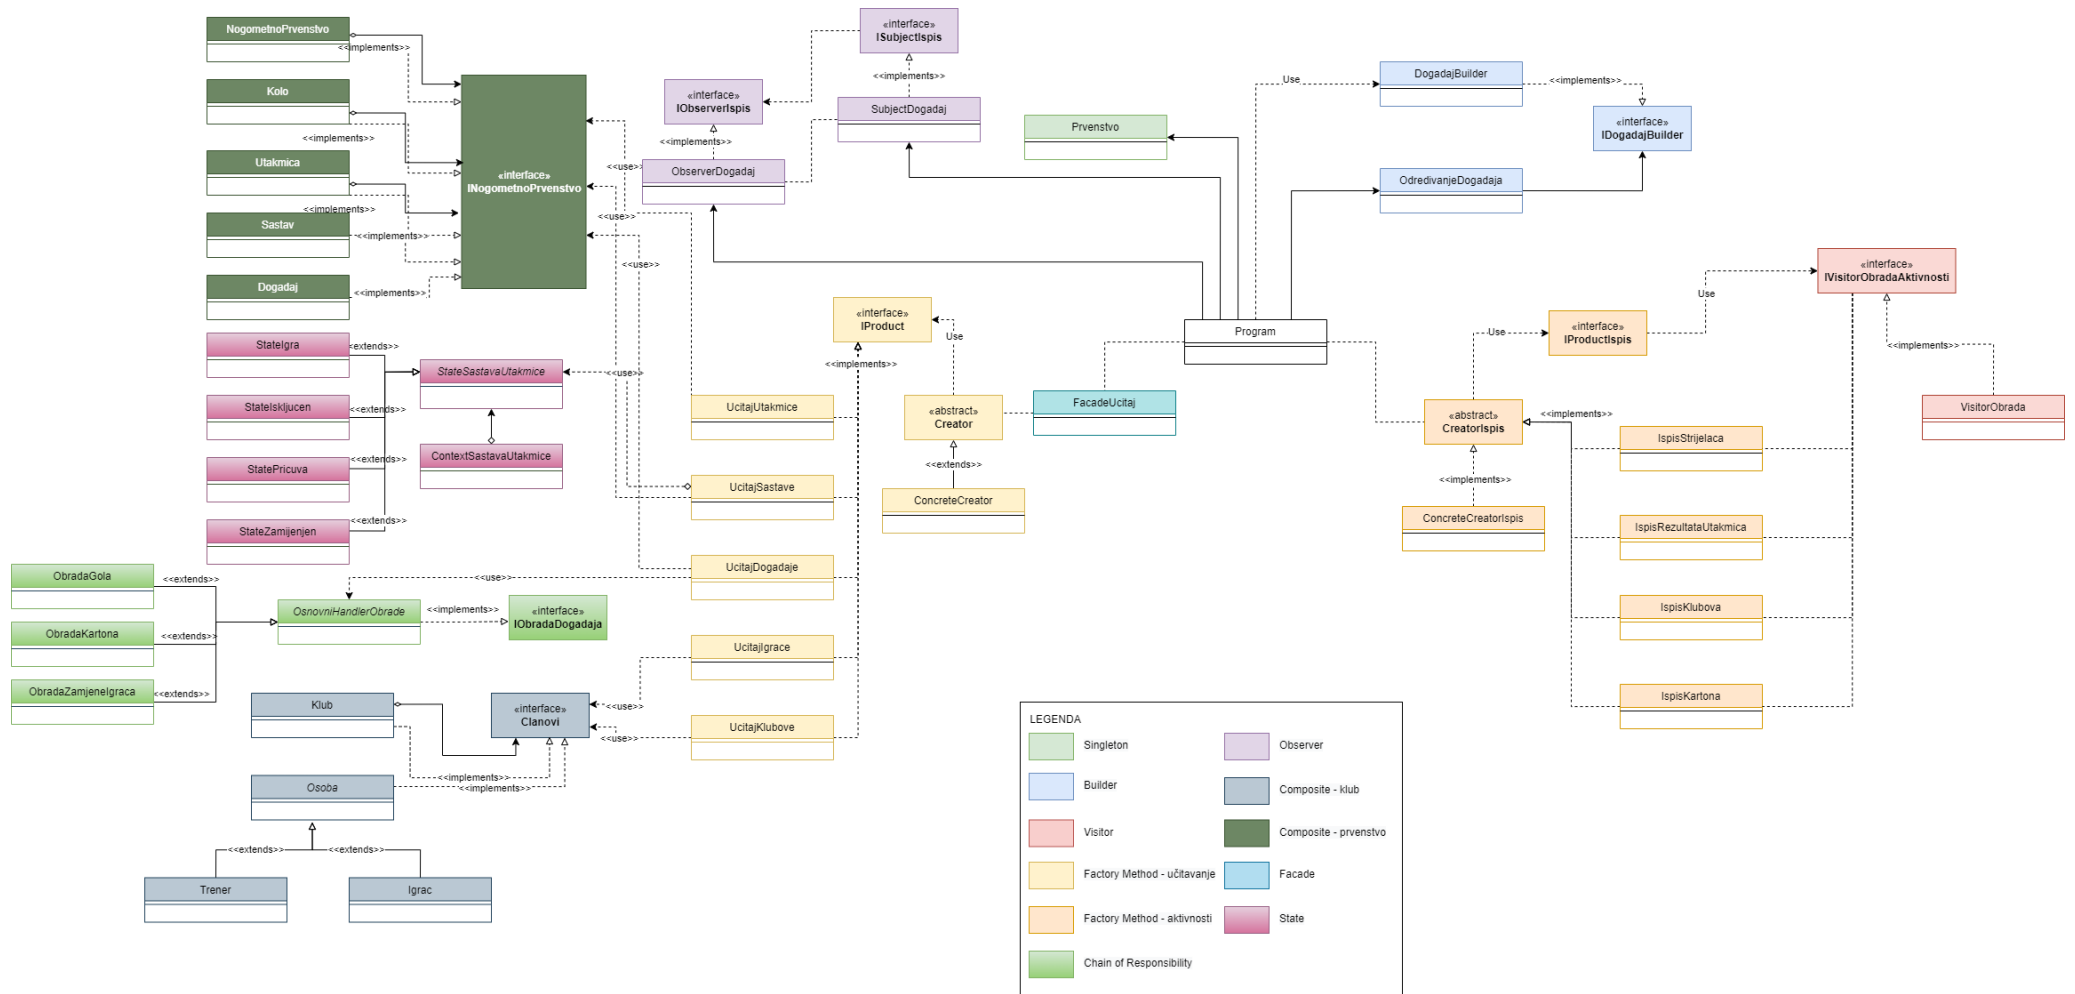 NogometnoPrvenstvo
<<implements>>
Kolo
<<implements>>
Utakmica
<<implements>>
Sastav
<<implements>>
Dogadaj
<<implements>>
«interface»
INogometnoPrvenstvo
«interface»
ISubjectIspis
<<implements>>
«interface»
IObserverIspis
<<implements>>
SubjectDogadaj
ObserverDogadaj
<<use>>
<<use>>
<<use>>
<<use>>
Prvenstvo
Use
DogadajBuilder
<<implements>>
«interface»
IDogadajBuilder
OdredivanjeDogadaja
Program
StateIgra
<<extends>>
StateIskljucen
<<extends>>
StatePricuva
<<extends>>
StateZamijenjen
<<extends>>
StateSastavaUtakmice
ContextSastavaUtakmice
«interface»
IProduct
<<implements>>
Use
«abstract»
Creator
<<extends>>
ConcreteCreator
FacadeUcitaj
UcitajUtakmice
UcitajSastave
UcitajDogadaje
UcitajIgrace
UcitajKlubove
«interface»
IVisitorObradaAktivnosti
Use
<<implements>>
VisitorObrada
«interface»
IProductIspis
Use
«abstract»
CreatorIspis
<<implements>>
<<implements>>
ConcreteCreatorIspis
IspisStrijelaca
IspisRezultataUtakmica
IspisKlubova
IspisKartona
ObradaGola
<<extends>>
ObradaKartona
<<extends>>
ObradaZamjeneIgraca
<<extends>>
OsnovniHandlerObrade
<<implements>>
«interface»
IObradaDogadaja
<<use>>
Klub
«interface»
Clanovi
<<use>>
<<use>>
<<implements>>
<<implements>>
Osoba
<<extends>>
<<extends>>
Trener
Igrac
LEGENDA
Singleton
Observer
Builder
Composite - klub
Visitor
Composite - prvenstvo
Factory Method - učitavanje
Facade
Factory Method - aktivnosti
State
Chain of Responsibility